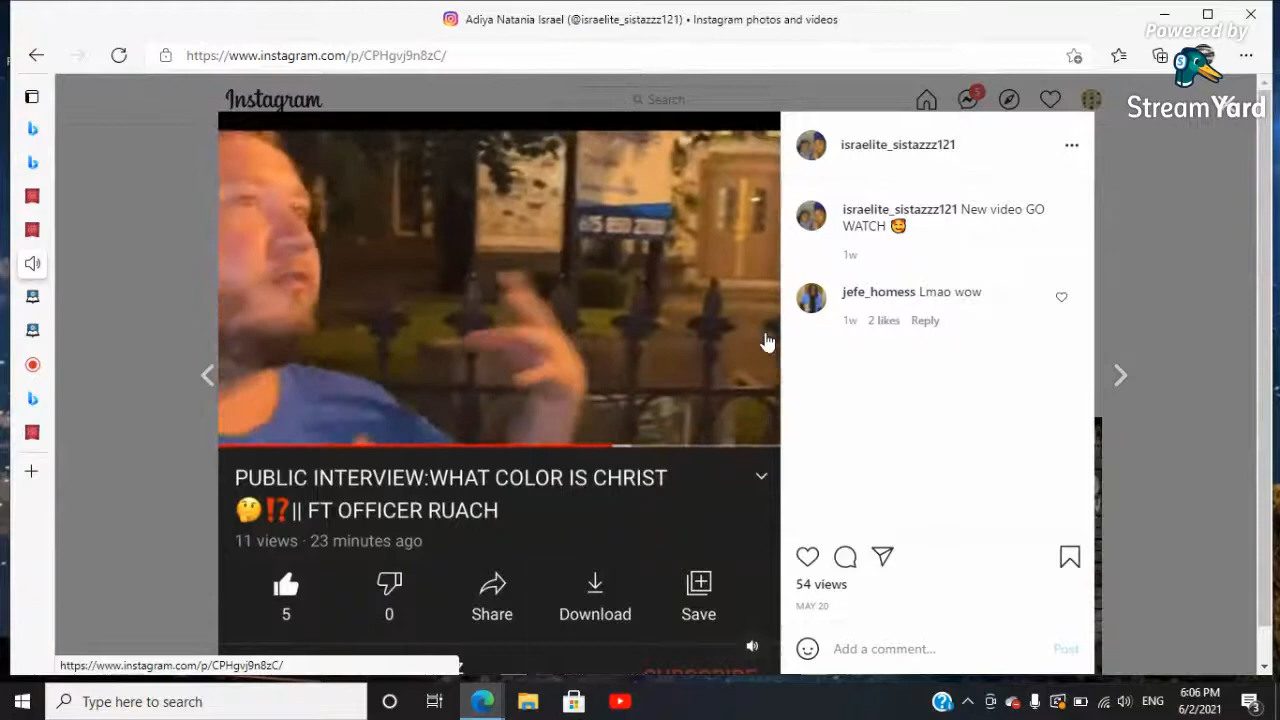 Adiya Natania Israel (@israelite_sistazzz121) • Instagram photos and videos
Powered by
https://www.instagram.com/p/CPHgvj9n8zC/
StreamYard
Instagram
Search
5
israelite_sistazzz121
israelite_sistazzz121 New video GO
WATCH 🥰
1w
jefe_homess Lmao wow
1w 2 likes Reply
PUBLIC INTERVIEW:WHAT COLOR IS CHRIST
🤔⁉️|| FT OFFICER RUACH
11 views · 23 minutes ago
5
0
Share
Download
Save
54 views
MAY 20
Add a comment...
Post
https://www.instagram.com/p/CPHgvj9n8zC/
Type here to search
ENG
6:06 PM
6/2/2021
3